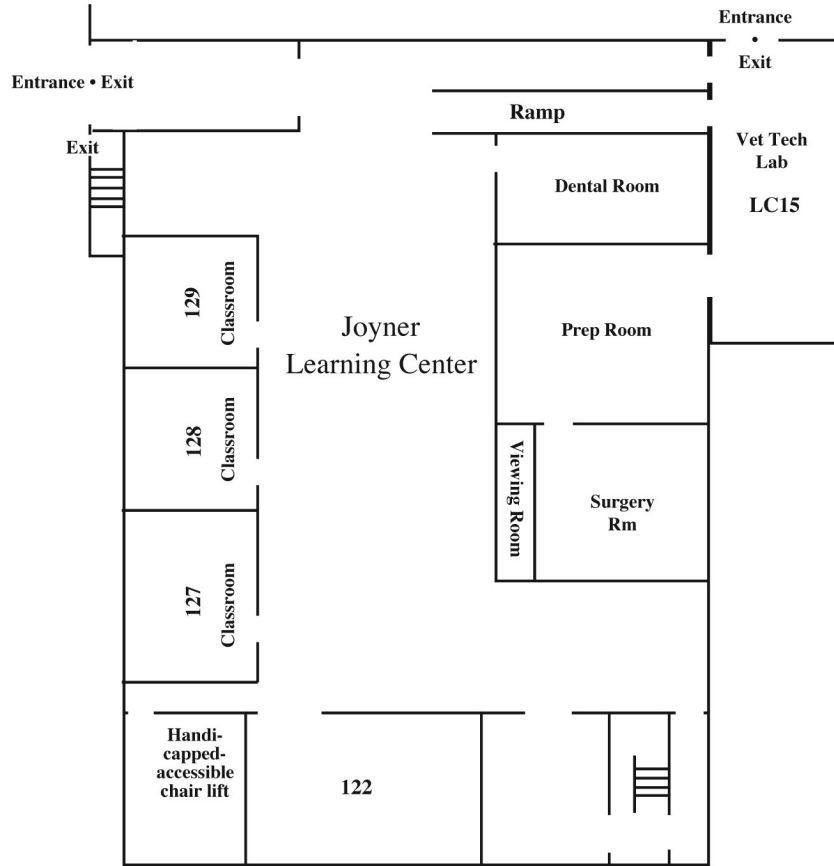 Entrance
•
Exit
Entrance • Exit
Ramp
Exit
Vet Tech
Lab
LC15
Dental Room
129
Classroom
Joyner
Learning Center
Prep Room
128
Classroom
Viewing Room
Surgery
Rm
127
Classroom
Handi-
capped-
accessible
chair lift
122